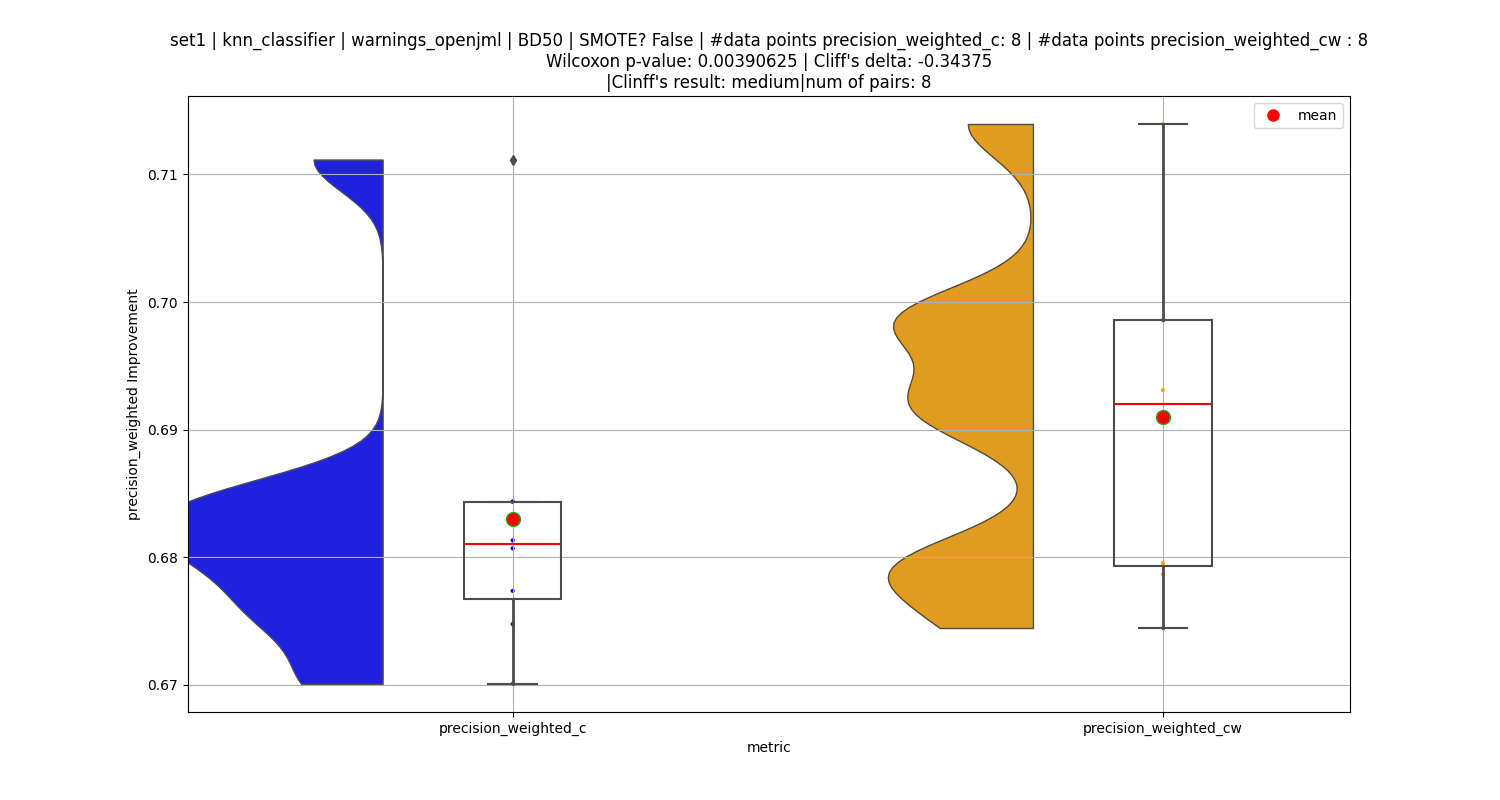 set1 | knn_classifier | warnings_openjml | BD50 | SMOTE? False | #data points precision_weighted_c: 8 | #data points precision_weighted_cw : 8
Wilcoxon p-value: 0.00390625 | Cliff's delta: -0.34375
|Clinff's result: medium|num of pairs: 8
mean
0.71
0.70
0.69
0.68
0.67
precision_weighted Improvement
precision_weighted_c
precision_weighted_cw
metric